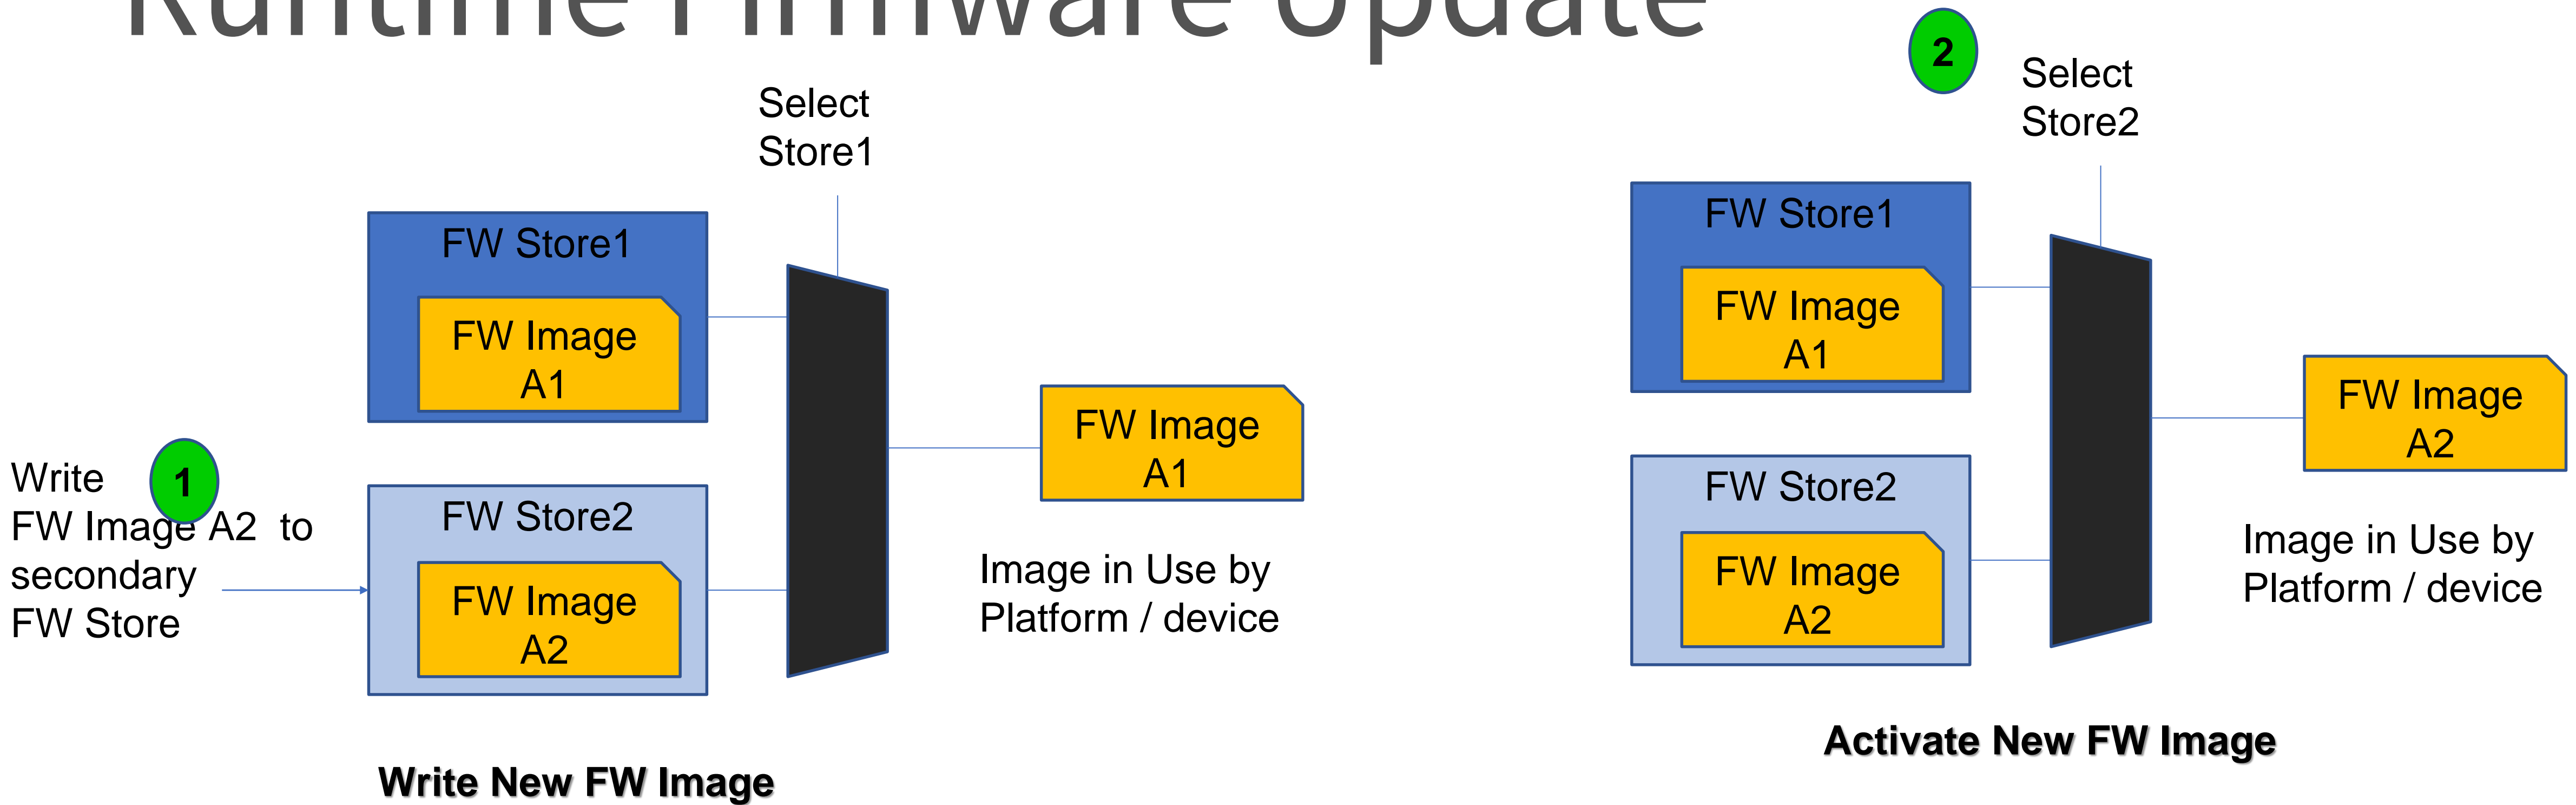 Runtime Firmware Update
Select
Store1
FW Store1
FW Image
A1
1
Write
FW Image A2 to
secondary
FW Store
FW Store2
FW Image
A2
FW Image
A1
Image in Use by
Platform / device
Write New FW Image
2
Select
Store2
FW Store1
FW Image
A1
FW Store2
FW Image
A2
FW Image
A2
Image in Use by
Platform / device
Activate New FW Image